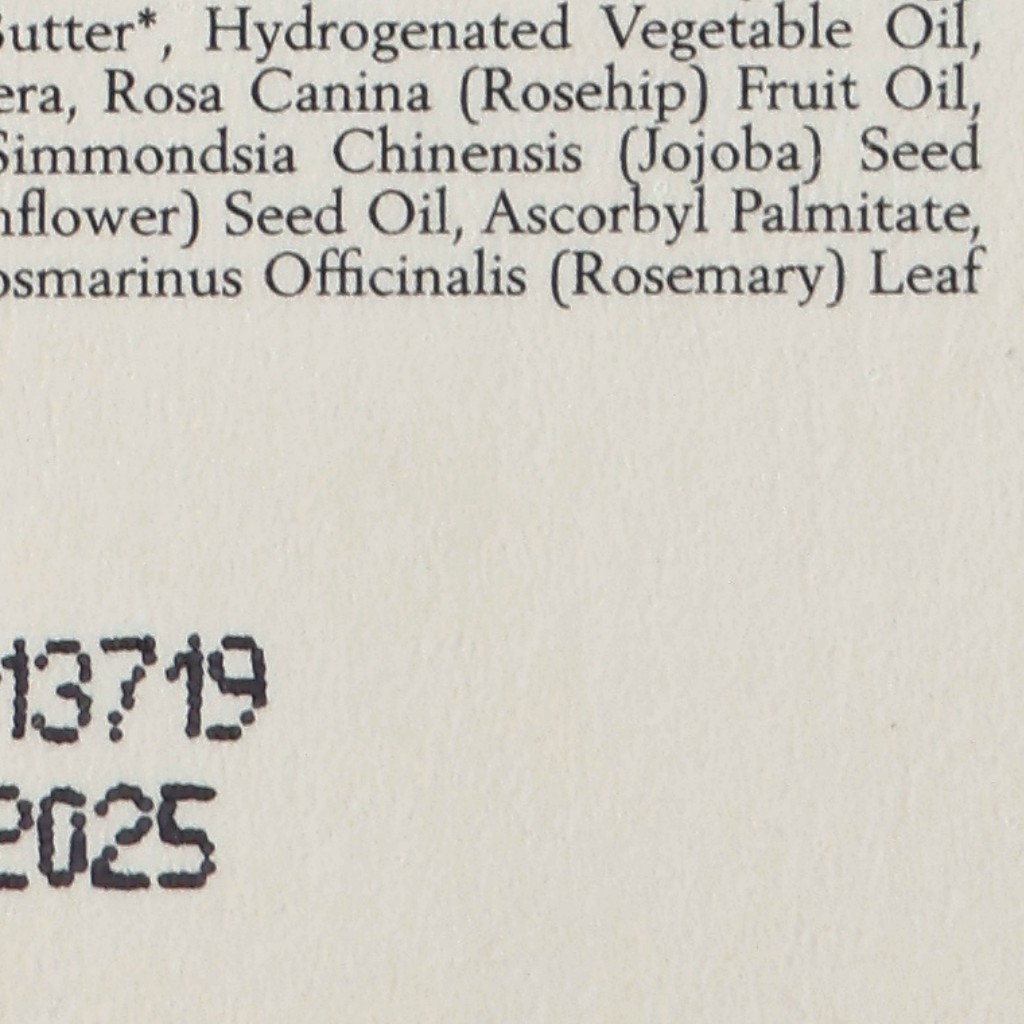 Butter*, Hydrogenated Vegetable Oil,
era, Rosa Canina (Rosehip) Fruit Oil,
Simmondsia Chinensis (Jojoba) Seed
nflower) Seed Oil, Ascorbyl Palmitate,
osmarinus Officinalis (Rosemary) Leaf
13719
2025